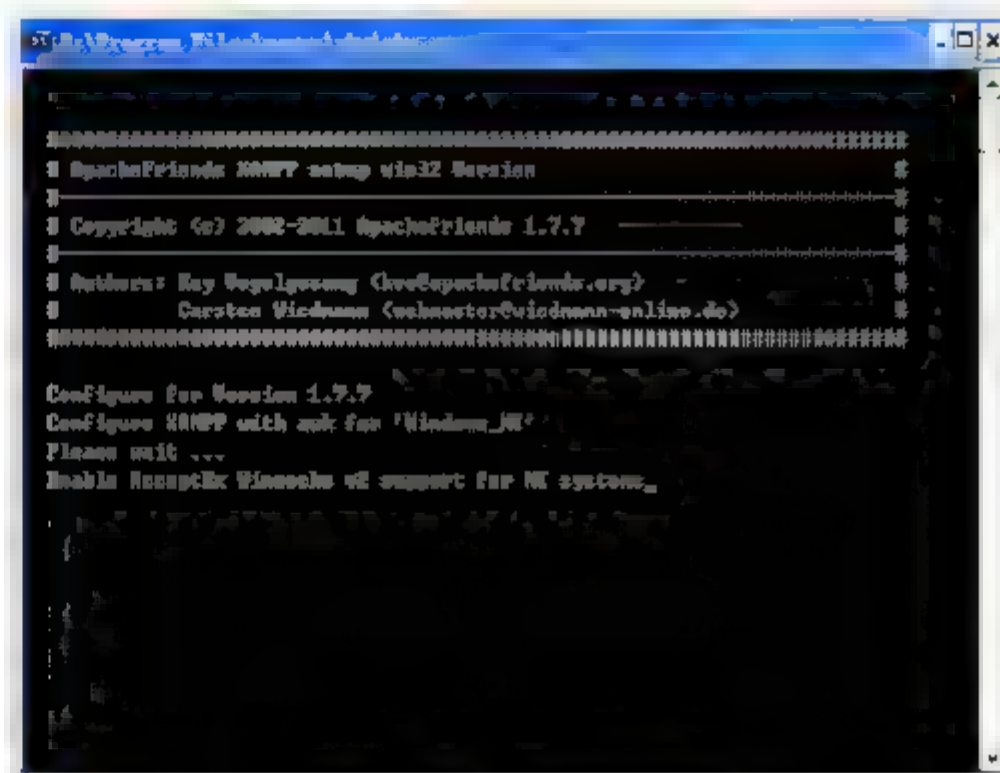 # ApacheFriends XAMPP setup win32 Version #
# Copyright (c) 2002-2011 ApacheFriends 1.7.7 #
# Authors: Kay Vogelgesang (kvo@apachefriends.org) #
# Carsten Wiedmann (webmaster@wiedmann-online.de) #
Configure for Version 1.7.7
Configure XAMPP with awk for 'Windows_NT'
Please wait ...
Enable AcceptEx Winsocks v2 support for NT systems_